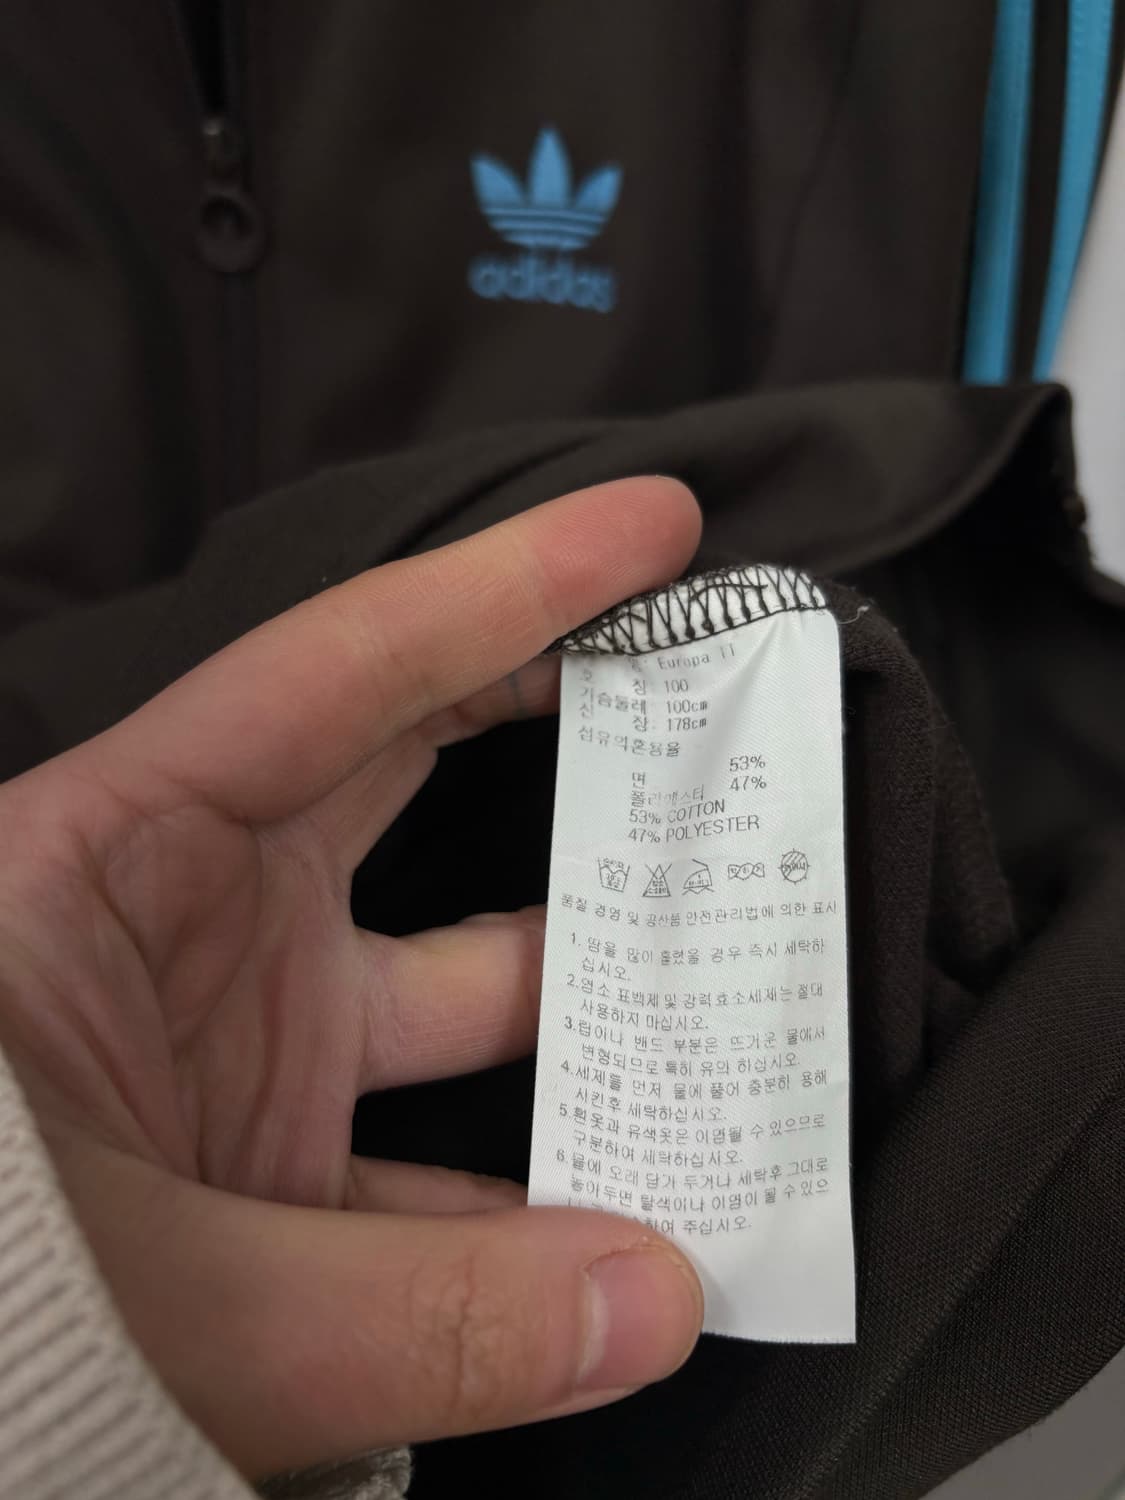 adidas
명: Europa TT
호 칭: 100
가슴둘레: 100cm
신 장: 178cm
섬유의혼용율
면 53%
폴리에스터 47%
53% COTTON
47% POLYESTER
품질 경영 및 공산품 안전관리법에 의한 표시
1. 땀을 많이 흘렸을 경우 즉시 세탁하
십시오.
2.염소 표백제 및 강력 효소세제는 절대
사용하지 마십시오.
3.립이나 밴드 부분은 뜨거운 물에서
변형되므로 특히 유의 하십시오.
4.세제를 먼저 물에 풀어 충분히 용해
시킨후 세탁하십시오.
5.흰옷과 유색옷은 이염될 수 있으므로
구분하여 세탁하십시오.
6.물에 오래 담가 두거나 세탁후 그대로
놓아두면 탈색이나 이염이 될 수 있으
하여 주십시오.